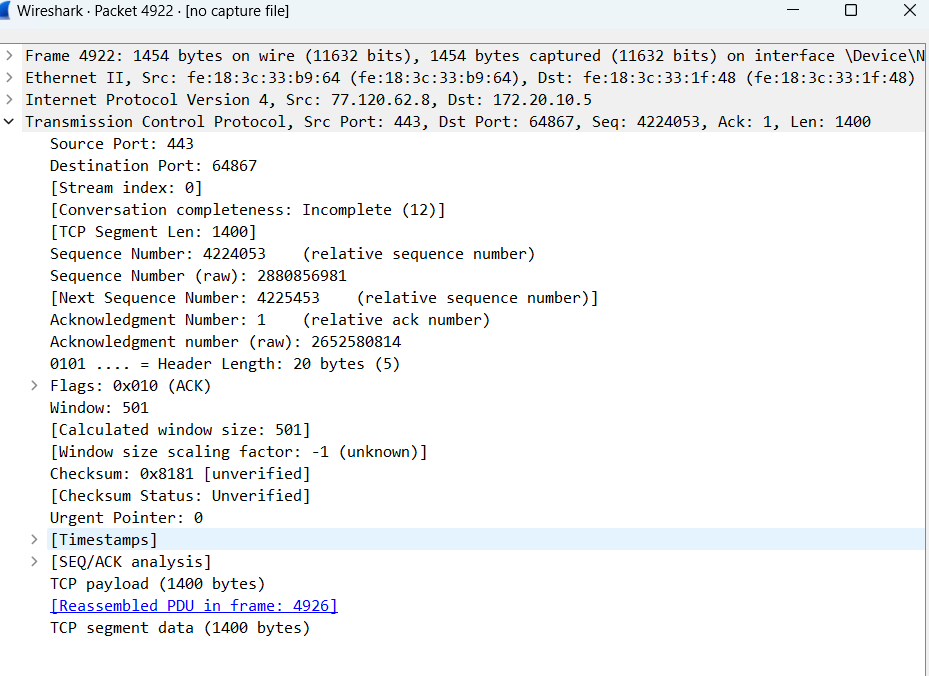 Wireshark · Packet 4922 · [no capture file]
Frame 4922: 1454 bytes on wire (11632 bits), 1454 bytes captured (11632 bits) on interface \Device\N
Ethernet II, Src: fe:18:3c:33:b9:64 (fe:18:3c:33:b9:64), Dst: fe:18:3c:33:1f:48 (fe:18:3c:33:1f:48)
Internet Protocol Version 4, Src: 77.120.62.8, Dst: 172.20.10.5
Transmission Control Protocol, Src Port: 443, Dst Port: 64867, Seq: 4224053, Ack: 1, Len: 1400
Source Port: 443
Destination Port: 64867
[Stream index: 0]
[Conversation completeness: Incomplete (12)]
[TCP Segment Len: 1400]
Sequence Number: 4224053    (relative sequence number)
Sequence Number (raw): 2880856981
[Next Sequence Number: 4225453    (relative sequence number)]
Acknowledgment Number: 1    (relative ack number)
Acknowledgment number (raw): 2652580814
0101 .... = Header Length: 20 bytes (5)
Flags: 0x010 (ACK)
Window: 501
[Calculated window size: 501]
[Window size scaling factor: -1 (unknown)]
Checksum: 0x8181 [unverified]
[Checksum Status: Unverified]
Urgent Pointer: 0
[Timestamps]
[SEQ/ACK analysis]
TCP payload (1400 bytes)
[Reassembled PDU in frame: 4926]
TCP segment data (1400 bytes)